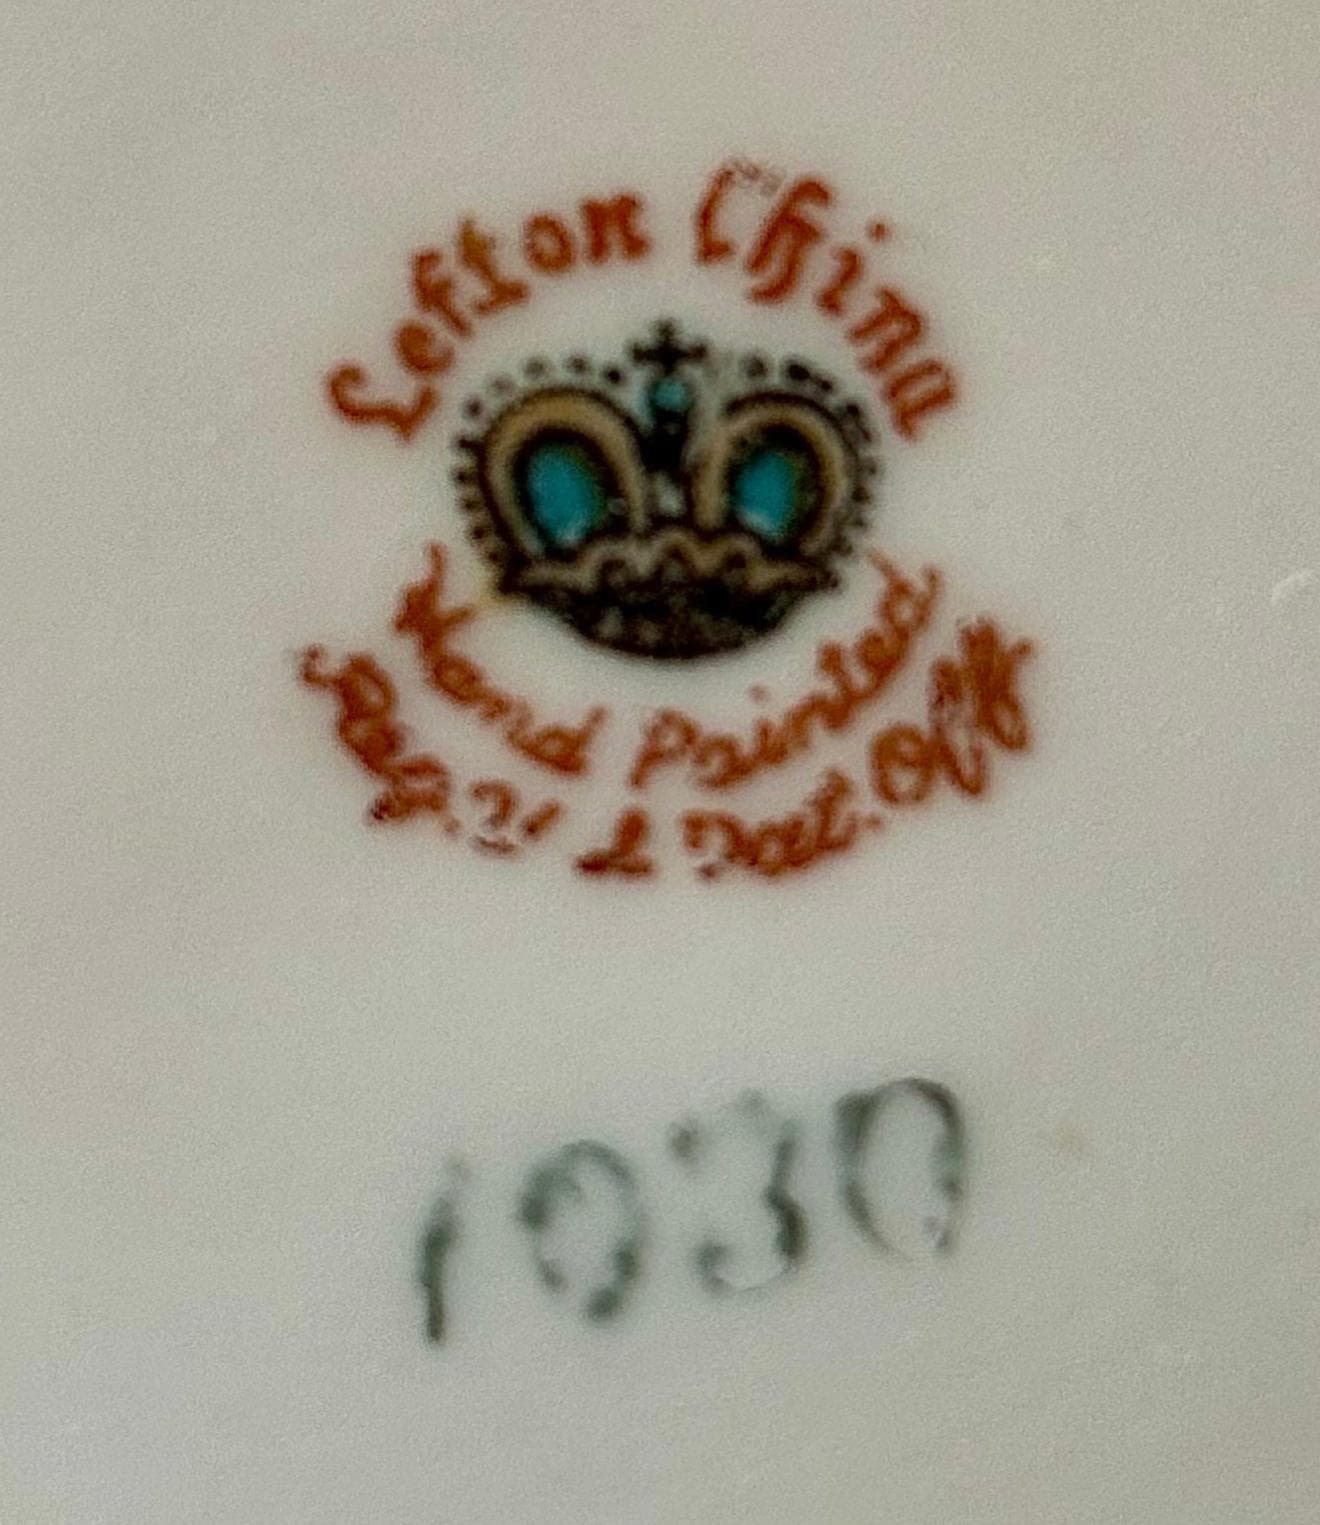 Lefton China
Hand Painted
Reg. U. S. Pat. Off.
1030